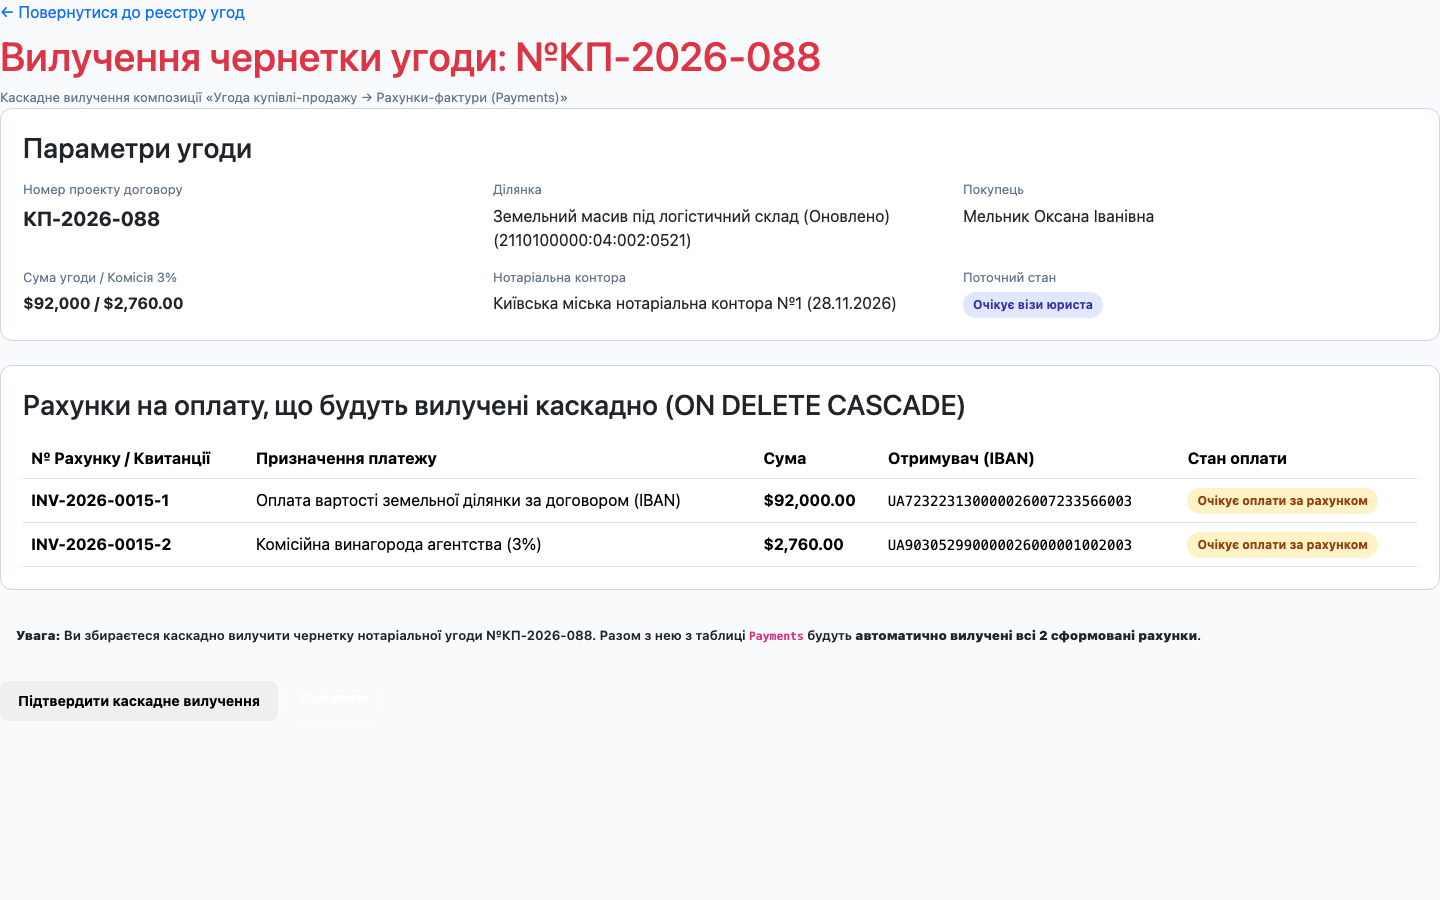 ← Повернутися до реєстру угод
Вилучення чернетки угоди: №КП-2026-088
Каскадне вилучення композиції «Угода купівлі-продажу → Рахунки-фактури (Payments)»
Параметри угоди
Номер проекту договору
КП-2026-088
Ділянка
Земельний масив під логістичний склад (Оновлено)
(2110100000:04:002:0521)
Покупець
Мельник Оксана Іванівна
Сума угоди / Комісія 3%
$92,000 / $2,760.00
Нотаріальна контора
Київська міська нотаріальна контора №1 (28.11.2026)
Поточний стан
Очікує візи юриста
Рахунки на оплату, що будуть вилучені каскадно (ON DELETE CASCADE)
№ Рахунку / Квитанції Призначення платежу Сума Отримувач (IBAN) Стан оплати
INV-2026-0015-1 Оплата вартості земельної ділянки за договором (IBAN) $92,000.00 UA723223130000026007233566003 Очікує оплати за рахунком
INV-2026-0015-2 Комісійна винагорода агентства (3%) $2,760.00 UA903052990000026000001002003 Очікує оплати за рахунком
Увага: Ви збираєтеся каскадно вилучити чернетку нотаріальної угоди №КП-2026-088. Разом з нею з таблиці Payments будуть автоматично вилучені всі 2 сформовані рахунки.
Підтвердити каскадне вилучення Скасувати